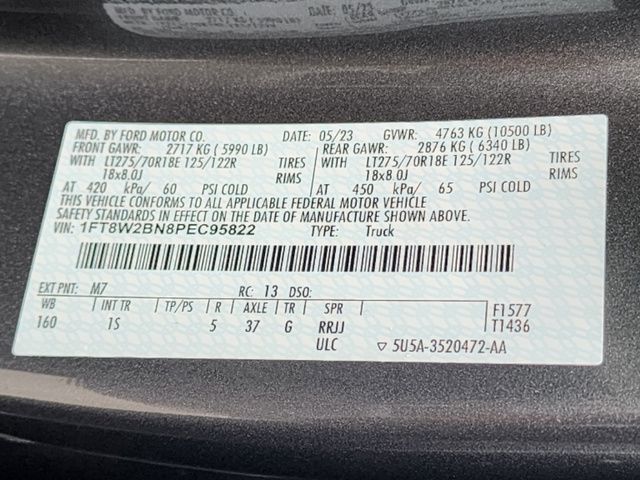 MFD. BY FORD MOTOR CO. DATE: 05/23 GVWR: 4763 KG (10500 LB)
FRONT GAWR: 2717 KG ( 5990 LB) REAR GAWR: 2876 KG ( 6340 LB)
WITH LT275/70R18E 125/122R TIRES LT275/70R18E 125/122R TIRES
18x8.0J RIMS 18x8.0J RIMS
AT 420 kPa/ 60 PSI COLD AT 450 kPa/ 65 PSI COLD
THIS VEHICLE CONFORMS TO ALL APPLICABLE FEDERAL MOTOR VEHICLE
SAFETY STANDARDS IN EFFECT ON THE DATE OF MANUFACTURE SHOWN ABOVE.
VIN: 1FT8W2BN8PEC95822 TYPE: Truck
EXT PNT: M7 RC: 13 DSO:
WB INT TR TP/PS R AXLE TR SPR F1577
160 1S 5 37 G RRJJ T1436
ULC ▽ 5U5A-3520472-AA